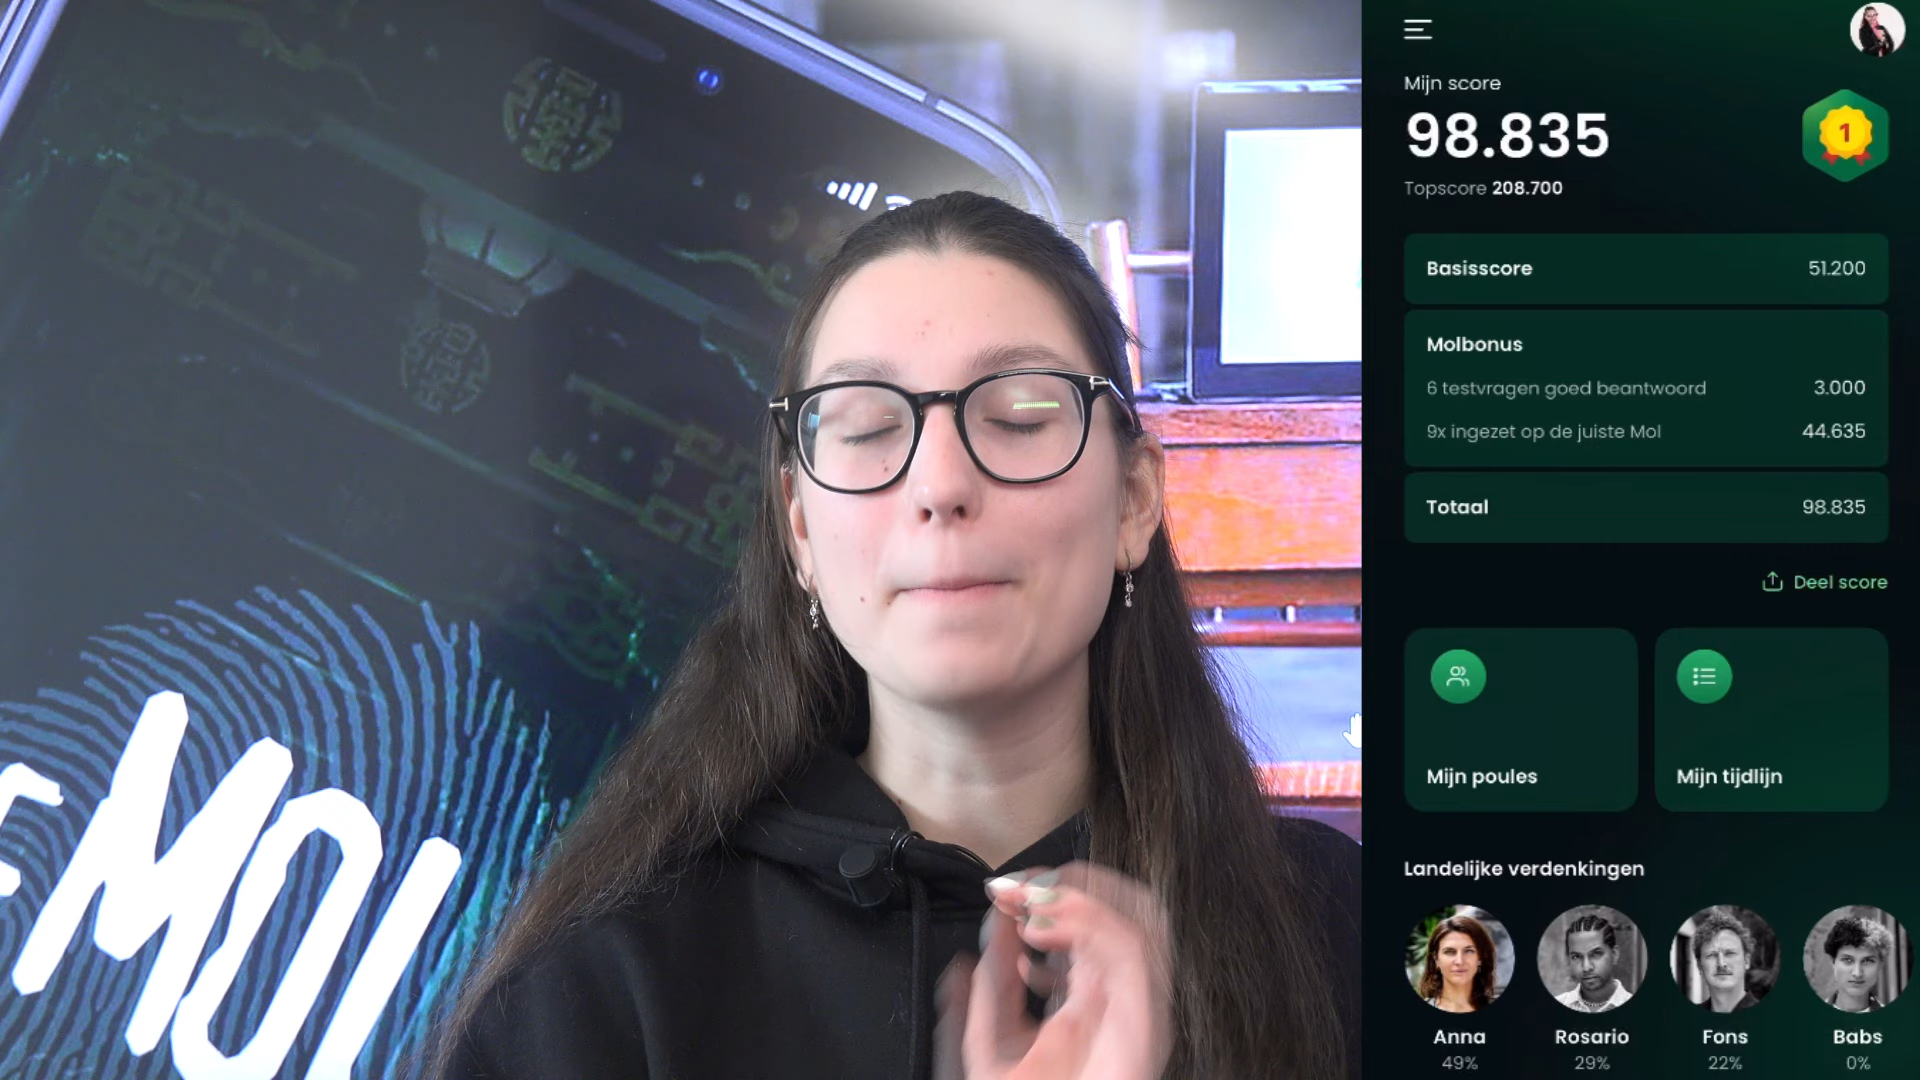 MOL
Mijn score
98.835
1
Topscore 208.700
Basisscore 51.200
Molbonus
6 testvragen goed beantwoord 3.000
9x ingezet op de juiste Mol 44.635
Totaal 98.835
Deel score
Mijn poules
Mijn tijdlijn
Landelijke verdenkingen
Anna Rosario Fons Babs
49% 29% 22% 0%